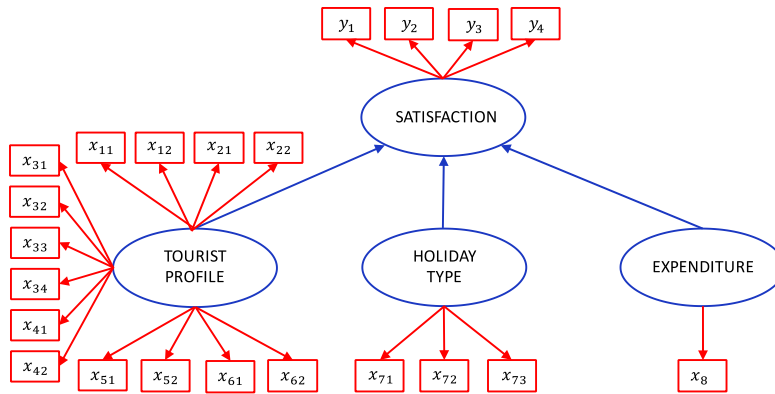 y₁ y₂ y₃ y₄
SATISFACTION
x₁₁ x₁₂ x₂₁ x₂₂
x₃₁
x₃₂
x₃₃
x₃₄
x₄₁
x₄₂
TOURIST
PROFILE
HOLIDAY
TYPE
EXPENDITURE
x₅₁ x₅₂ x₆₁ x₆₂ x₇₁ x₇₂ x₇₃ x₈